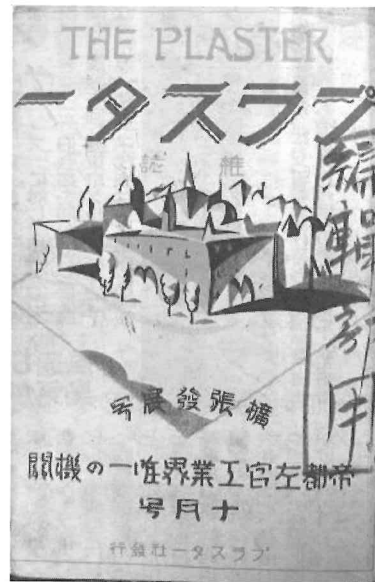 THE PLASTER
プラスター
雑誌
編輯 用
擴張發展号
帝都左官工業界唯一の機關
十月号
プラスター社發行